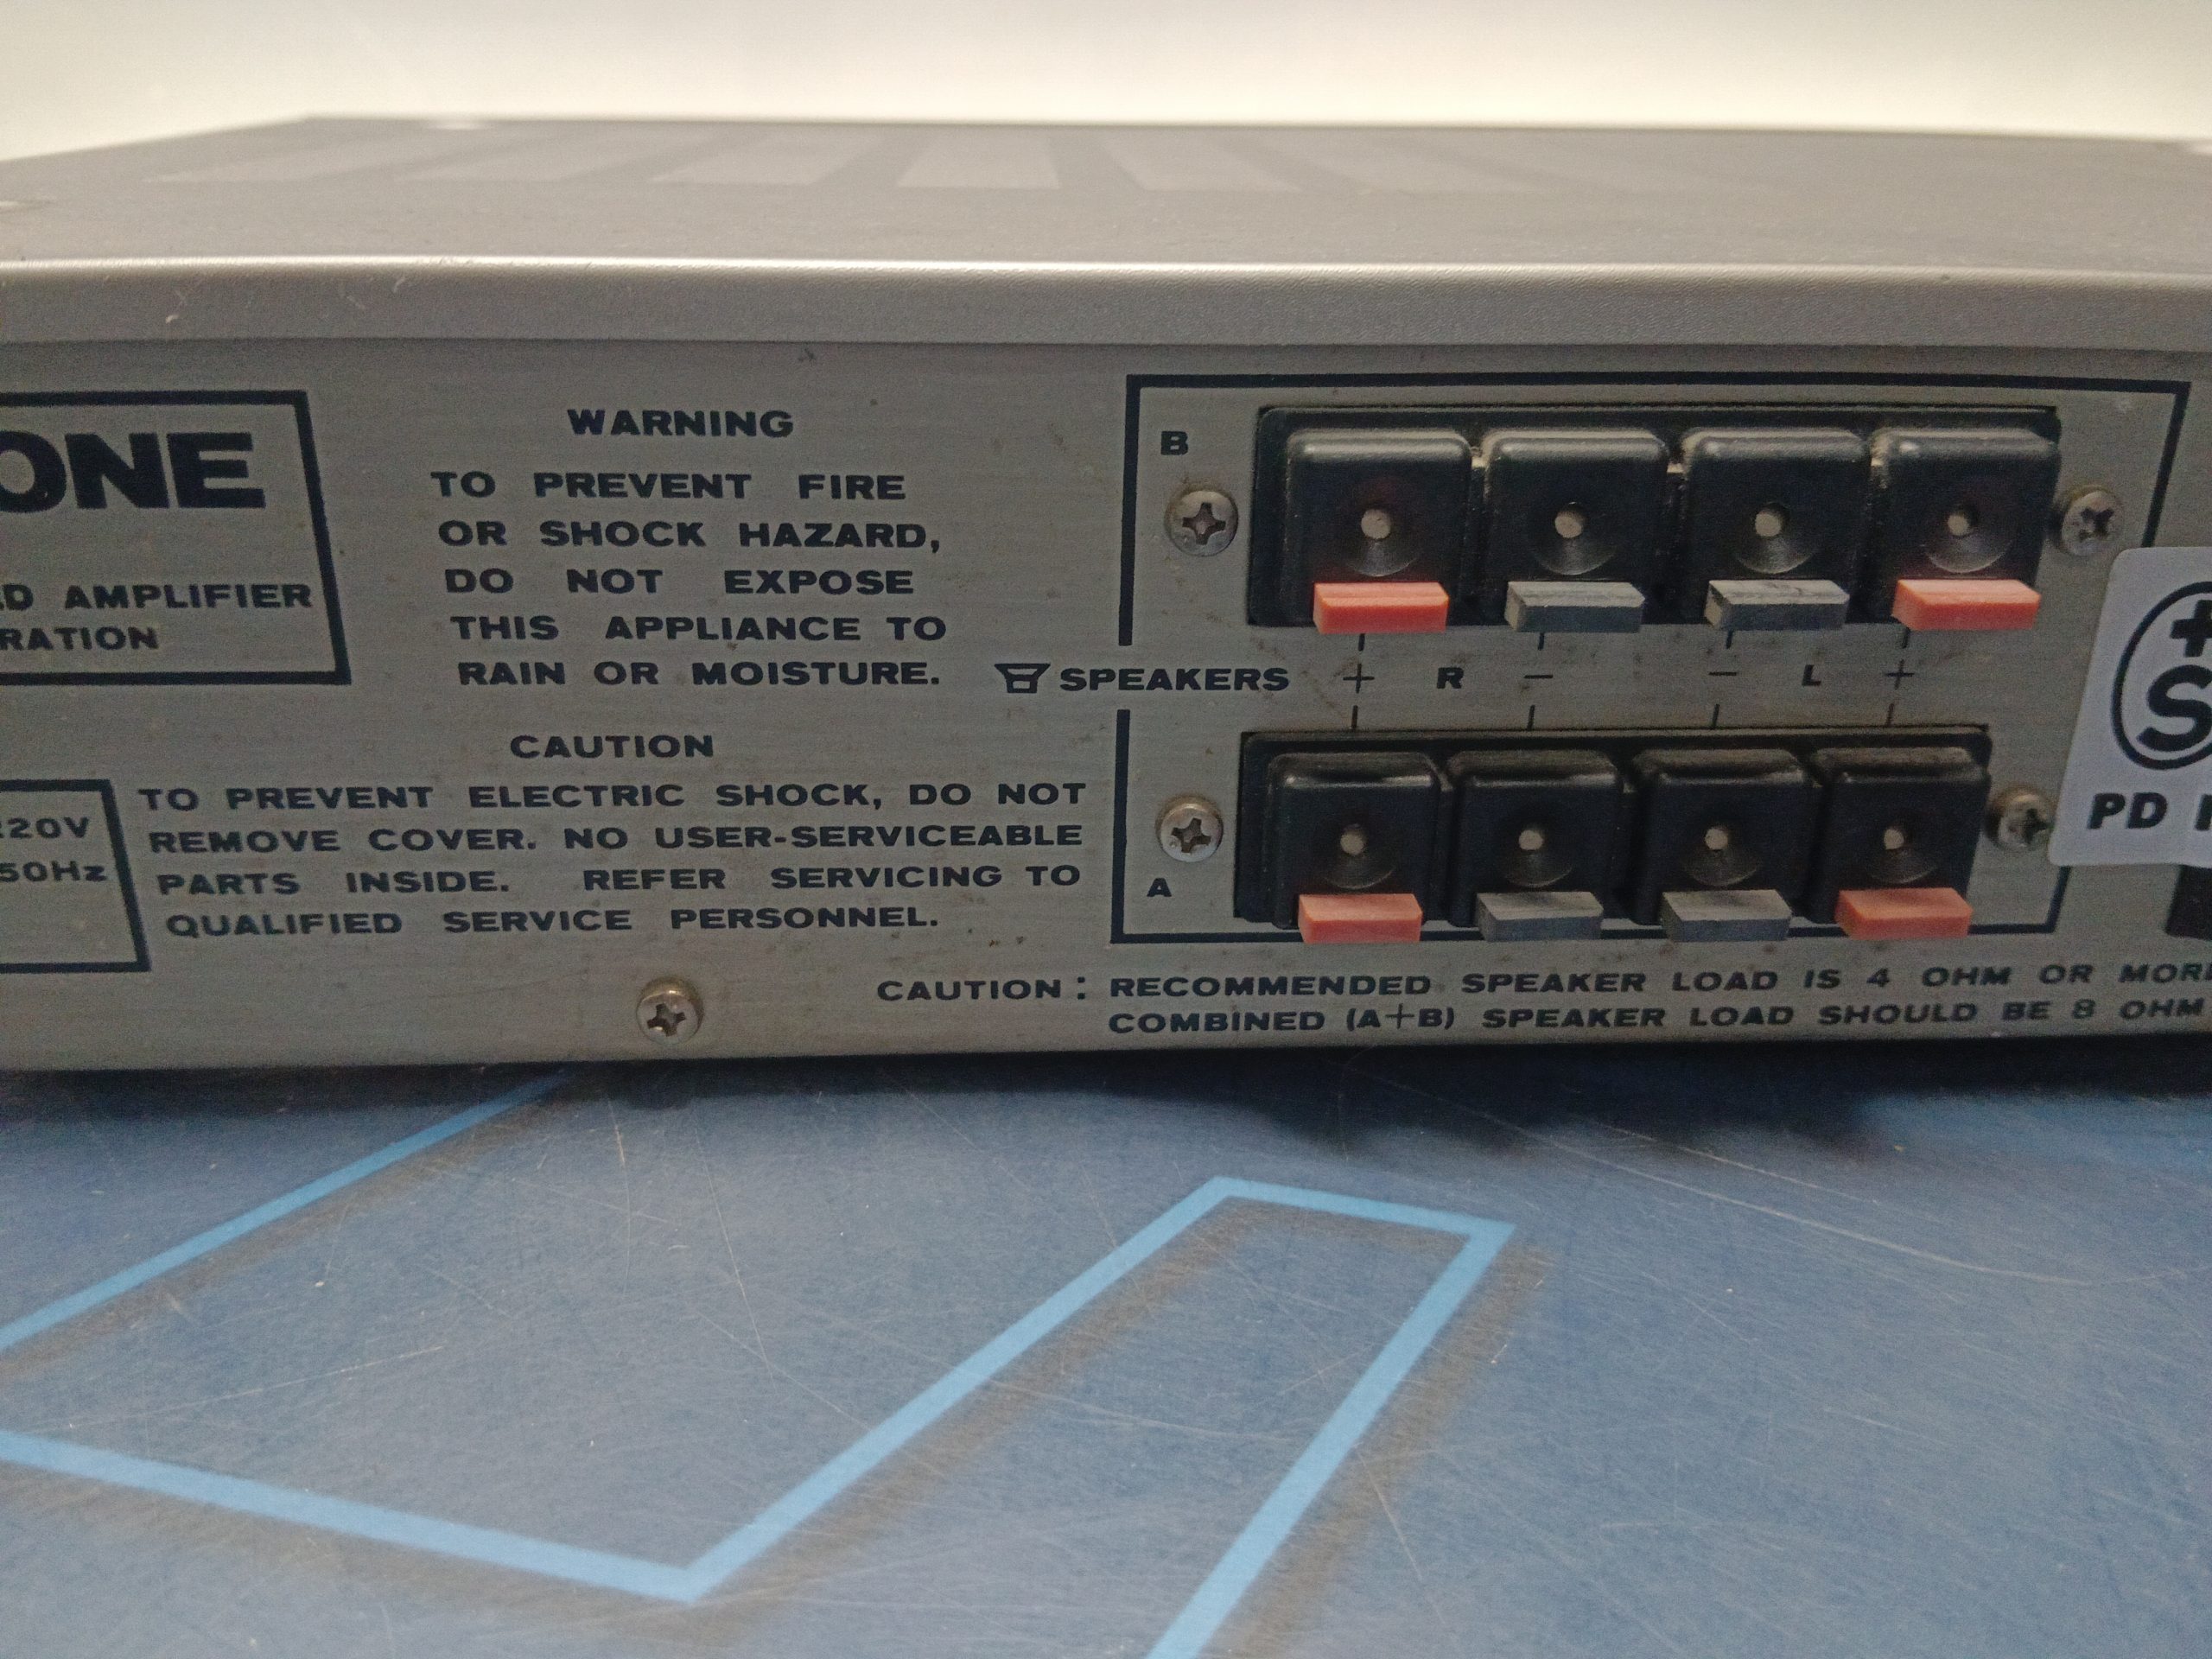 ONE
AMPLIFIER
WARNING
TO PREVENT FIRE
OR SHOCK HAZARD,
DO NOT EXPOSE
THIS APPLIANCE TO
RAIN OR MOISTURE.
CAUTION
TO PREVENT ELECTRIC SHOCK, DO NOT
REMOVE COVER. NO USER-SERVICEABLE
PARTS INSIDE. REFER SERVICING TO
QUALIFIED SERVICE PERSONNEL.
220V
50Hz
B
SPEAKERS + R - - L +
A
CAUTION: RECOMMENDED SPEAKER LOAD IS 4 OHM OR MORE
COMBINED (A+B) SPEAKER LOAD SHOULD BE 8 OHM
+
S
PD